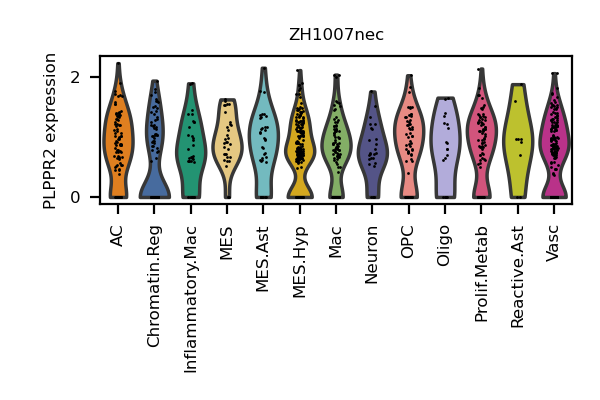 ZH1007nec
PLPPR2 expression
2
0
AC
Chromatin.Reg
Inflammatory.Mac
MES
MES.Ast
MES.Hyp
Mac
Neuron
OPC
Oligo
Prolif.Metab
Reactive.Ast
Vasc